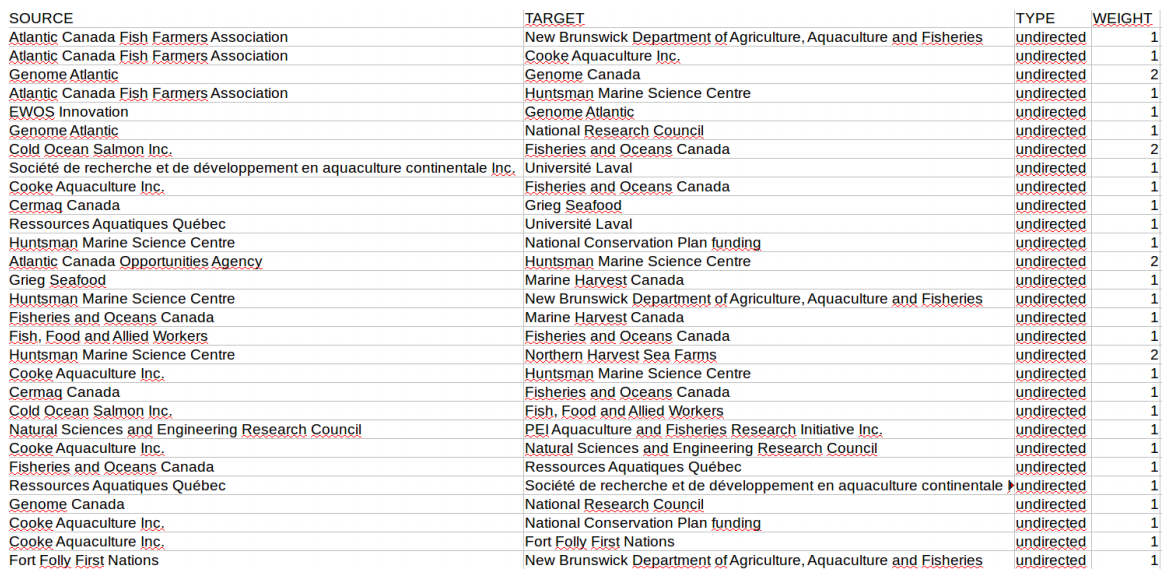 SOURCE TARGET TYPE WEIGHT
Atlantic Canada Fish Farmers Association New Brunswick Department of Agriculture, Aquaculture and Fisheries undirected 1
Atlantic Canada Fish Farmers Association Cooke Aquaculture Inc. undirected 1
Genome Atlantic Genome Canada undirected 2
Atlantic Canada Fish Farmers Association Huntsman Marine Science Centre undirected 1
EWOS Innovation Genome Atlantic undirected 1
Genome Atlantic National Research Council undirected 1
Cold Ocean Salmon Inc. Fisheries and Oceans Canada undirected 2
Société de recherche et de développement en aquaculture continentale Inc. Université Laval undirected 1
Cooke Aquaculture Inc. Fisheries and Oceans Canada undirected 1
Cermaq Canada Grieg Seafood undirected 1
Ressources Aquatiques Québec Université Laval undirected 1
Huntsman Marine Science Centre National Conservation Plan funding undirected 1
Atlantic Canada Opportunities Agency Huntsman Marine Science Centre undirected 2
Grieg Seafood Marine Harvest Canada undirected 1
Huntsman Marine Science Centre New Brunswick Department of Agriculture, Aquaculture and Fisheries undirected 1
Fisheries and Oceans Canada Marine Harvest Canada undirected 1
Fish, Food and Allied Workers Fisheries and Oceans Canada undirected 1
Huntsman Marine Science Centre Northern Harvest Sea Farms undirected 2
Cooke Aquaculture Inc. Huntsman Marine Science Centre undirected 1
Cermaq Canada Fisheries and Oceans Canada undirected 1
Cold Ocean Salmon Inc. Fish, Food and Allied Workers undirected 1
Natural Sciences and Engineering Research Council PEI Aquaculture and Fisheries Research Initiative Inc. undirected 1
Cooke Aquaculture Inc. Natural Sciences and Engineering Research Council undirected 1
Fisheries and Oceans Canada Ressources Aquatiques Québec undirected 1
Ressources Aquatiques Québec Société de recherche et de développement en aquaculture continentale undirected 1
Genome Canada National Research Council undirected 1
Cooke Aquaculture Inc. National Conservation Plan funding undirected 1
Cooke Aquaculture Inc. Fort Folly First Nations undirected 1
Fort Folly First Nations New Brunswick Department of Agriculture, Aquaculture and Fisheries undirected 1